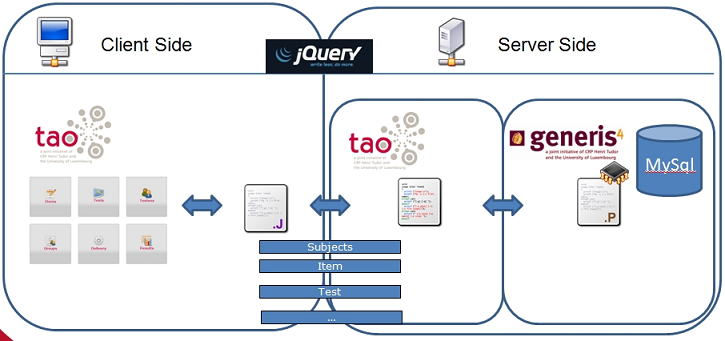 Client Side
Server Side
jQuery
write less, do more.
tao
a joint initiative of
CRP Henri Tudor
and the University
of Luxembourg
tao
a joint initiative of
CRP Henri Tudor
and the University
of Luxembourg
generis4
a joint initiative of CRP Henri Tudor
and the University of Luxembourg
MySql
Items
Tests
Testees
Groups
Delivery
Results
.J
.P
Subjects
Item
Test
...